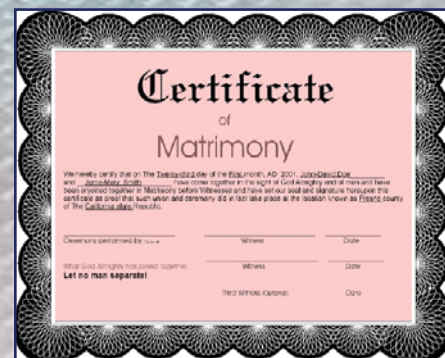 Certificate
of
Matrimony
We hereby certify that on The Twenty-third day of the First month, AD 2001, John-David:Doe
and Jane-Mary: Smith have come together in the sight of God Almighty and of men and have
been enjoined together in Matrimony before Witnesses and have set our seal and signature hereupon this
certificate as proof that such union and ceremony did in fact take place at the location known as Fresno county
of The California state Republic.
Ceremony performed by Witness Date
What God Almighty has joined together, Witness Date
Let no man separate!
Third Witness (Optional) Date